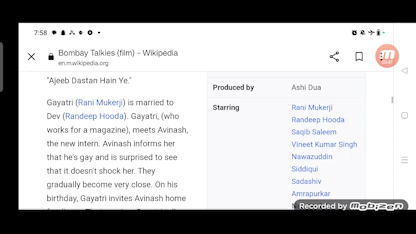 7:58
Bombay Talkies (film) - Wikipedia
en.m.wikipedia.org
"Ajeeb Dastan Hain Ye."
Gayatri (Rani Mukerji) is married to
Dev (Randeep Hooda). Gayatri, (who
works for a magazine), meets Avinash,
the new intern. Avinash informs her
that he's gay and is surprised to see
that it doesn't shock her. They
gradually become very close. On his
birthday, Gayatri invites Avinash home
Produced by
Ashi Dua
Starring
Rani Mukerji
Randeep Hooda
Saqib Saleem
Vineet Kumar Singh
Nawazuddin
Siddiqui
Sadashiv
Amrapurkar
Recorded by Mobizen